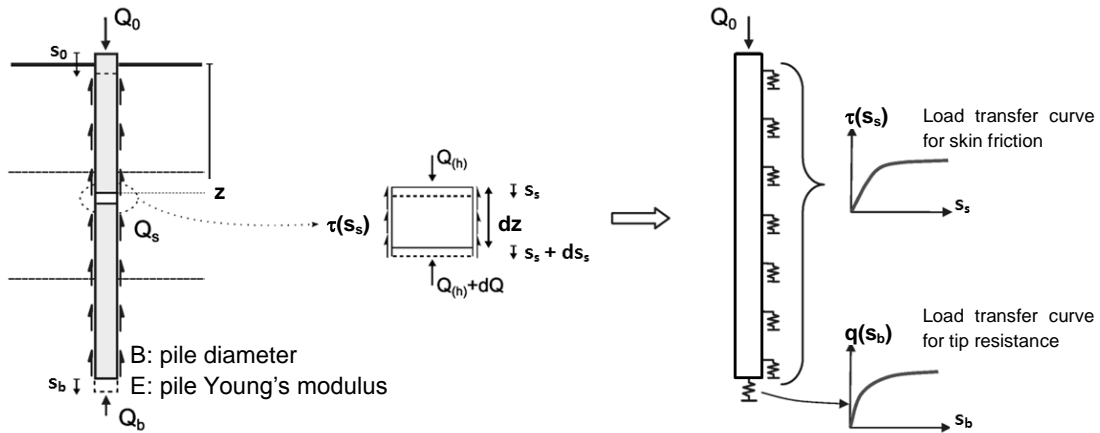 Q0
s0
z
Qs
B: pile diameter
E: pile Young's modulus
sb
Qb
Q(h)
ss
τ(ss)
dz
ss + dss
Q(h)+dQ
Q0
τ(ss)
Load transfer curve
for skin friction
ss
q(sb)
Load transfer curve
for tip resistance
sb